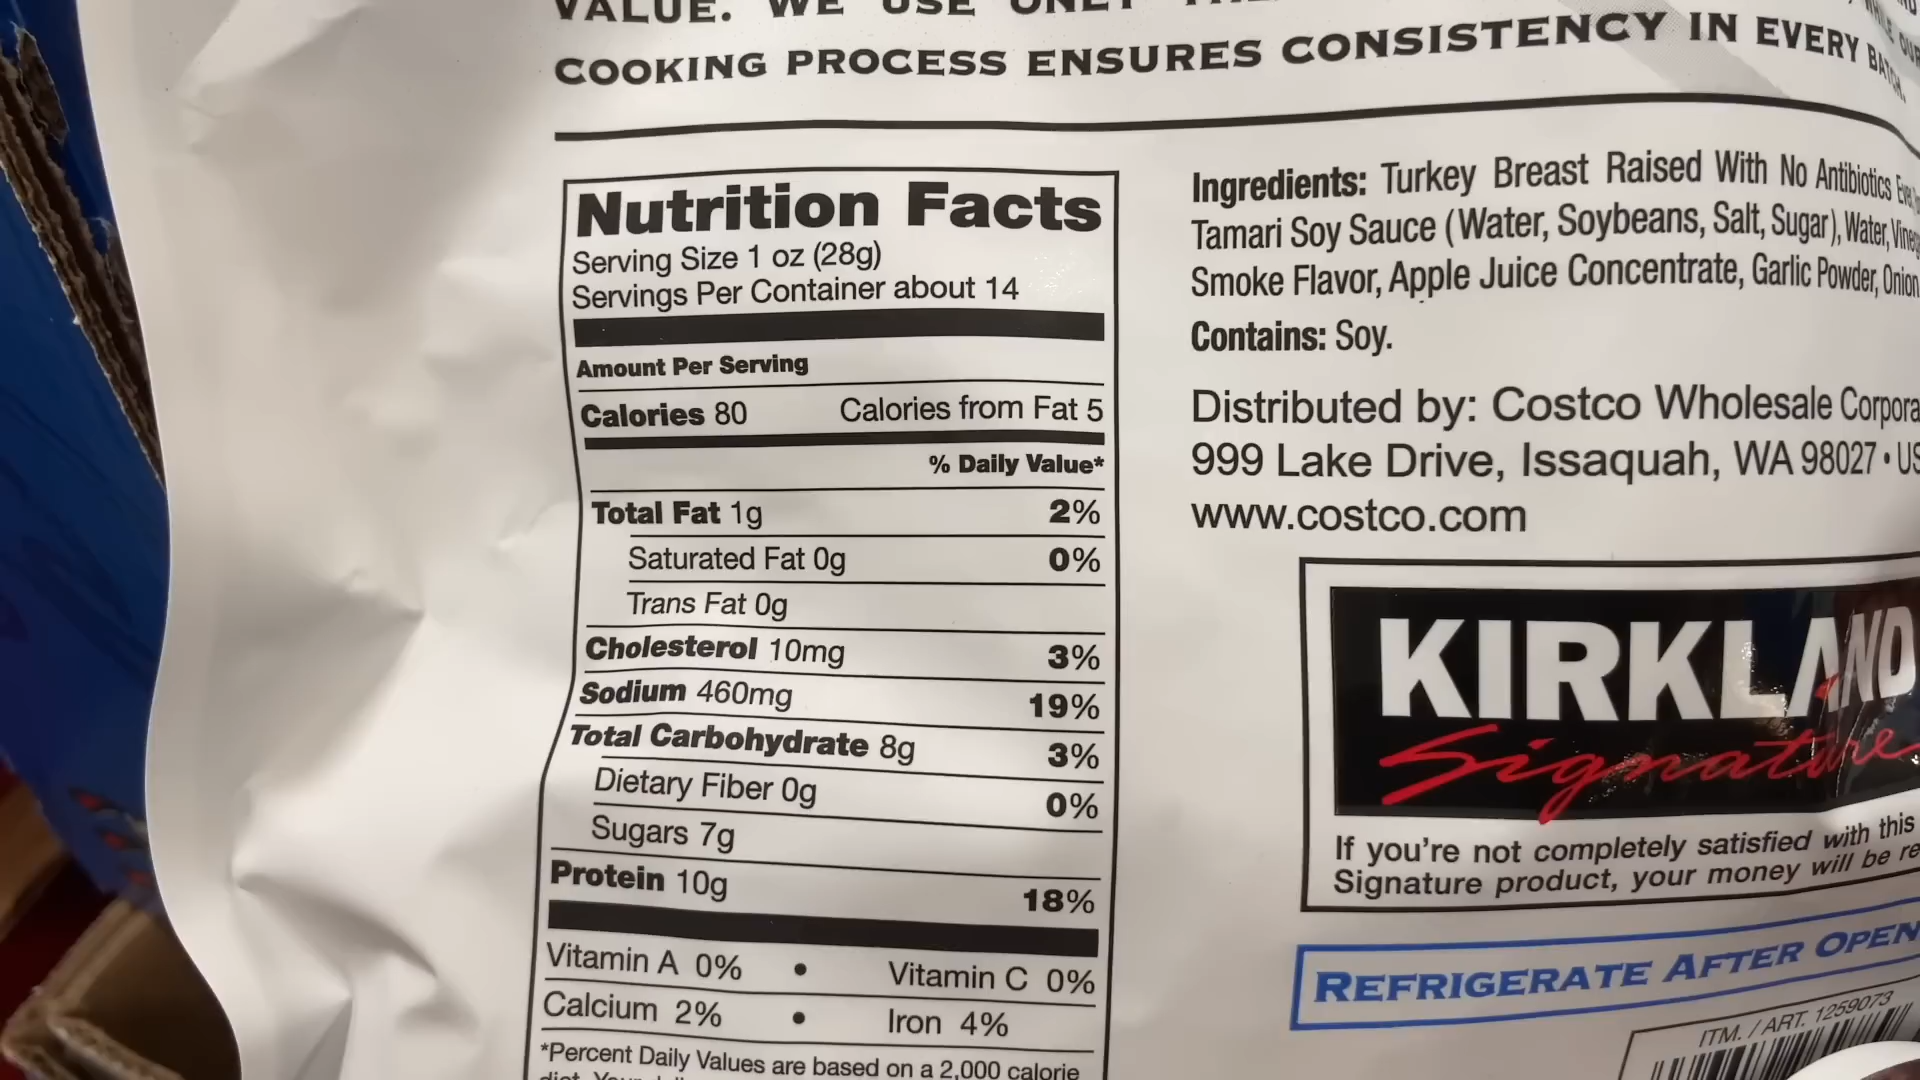 VALUE. WE USE ONLY
COOKING PROCESS ENSURES CONSISTENCY IN EVERY BATCH.
Nutrition Facts
Serving Size 1 oz (28g)
Servings Per Container about 14
Amount Per Serving
Calories 80 Calories from Fat 5
% Daily Value*
Total Fat 1g 2%
Saturated Fat 0g 0%
Trans Fat 0g
Cholesterol 10mg 3%
Sodium 460mg 19%
Total Carbohydrate 8g 3%
Dietary Fiber 0g 0%
Sugars 7g
Protein 10g 18%
Vitamin A 0% • Vitamin C 0%
Calcium 2% • Iron 4%
*Percent Daily Values are based on a 2,000 calorie
Ingredients: Turkey Breast Raised With No Antibiotics
Tamari Soy Sauce (Water, Soybeans, Salt, Sugar), Water,
Smoke Flavor, Apple Juice Concentrate, Garlic Powder, Onion
Contains: Soy.
Distributed by: Costco Wholesale Corpora
999 Lake Drive, Issaquah, WA 98027 • US
www.costco.com
KIRKLAND
Signature
If you're not completely satisfied with this
Signature product, your money will be re
REFRIGERATE AFTER OPEN
ITM. / ART. 1259073